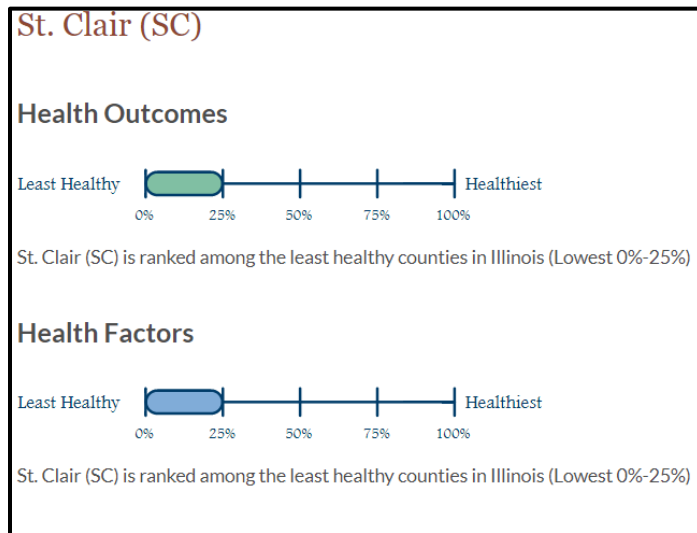 St. Clair (SC)
Health Outcomes
Least Healthy Healthiest
0% 25% 50% 75% 100%
St. Clair (SC) is ranked among the least healthy counties in Illinois (Lowest 0%-25%)
Health Factors
Least Healthy Healthiest
0% 25% 50% 75% 100%
St. Clair (SC) is ranked among the least healthy counties in Illinois (Lowest 0%-25%)